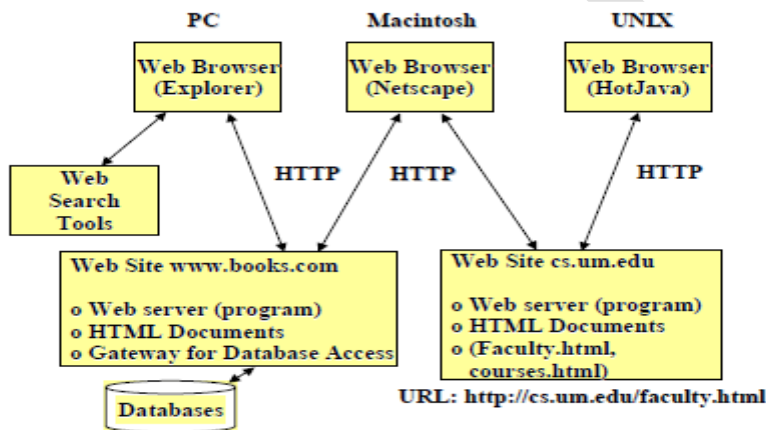 PC
Macintosh
UNIX
Web Browser
(Explorer)
Web Browser
(Netscape)
Web Browser
(HotJava)
HTTP
HTTP
HTTP
Web
Search
Tools
Web Site www.books.com
o Web server (program)
o HTML Documents
o Gateway for Database Access
Web Site cs.um.edu
o Web server (program)
o HTML Documents
o (Faculty.html,
courses.html)
Databases
URL: http://cs.um.edu/faculty.html